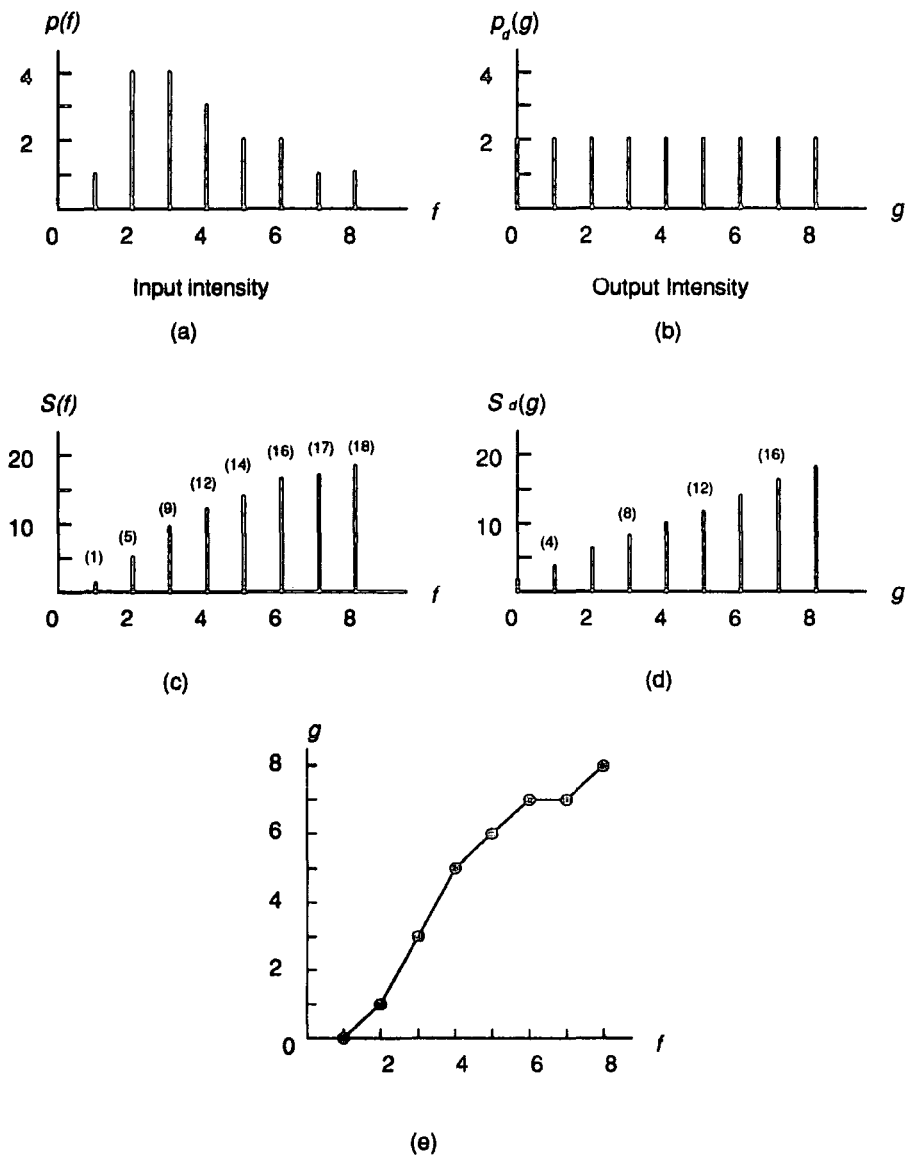 p(f)
4
2
0 2 4 6 8
f
Input intensity
(a)
p_d(g)
4
2
0 2 4 6 8
g
Output Intensity
(b)
S(f)
20
10
(1) (5) (9) (12) (14) (16) (17) (18)
0 2 4 6 8
f
(c)
S_d(g)
20
10
(4) (8) (12) (16)
0 2 4 6 8
g
(d)
g
8
6
4
2
0
2 4 6 8
f
(e)